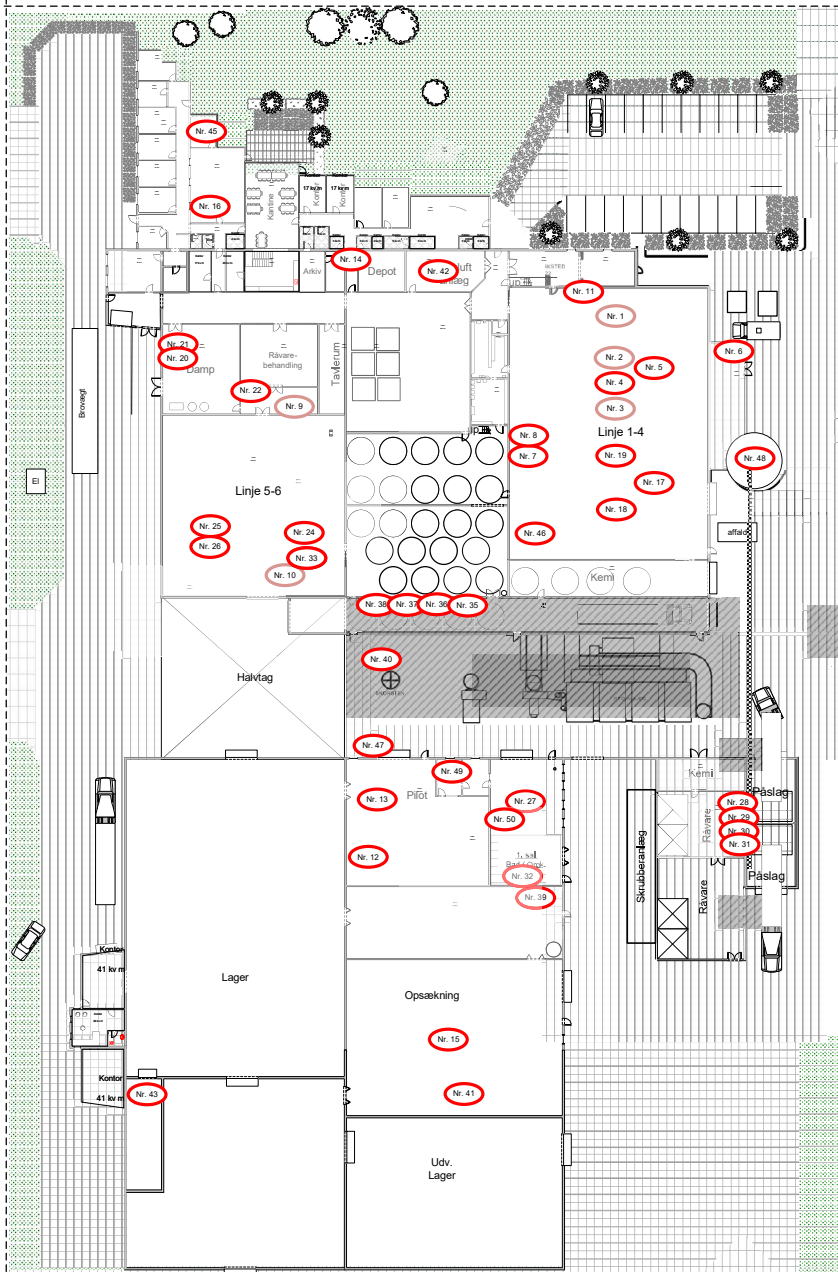 Nr. 45
Nr. 16
Kantine
Kontor
17 kv.m
Kontor
17 kv.m
Nr. 14
Arkiv
Depot
Nr. 42
luft
anlæg
Nr. 11
Nr. 1
Nr. 21
Nr. 20
Damp
Råvare-
behandling
Tavlerum
Nr. 22
Nr. 9
Nr. 2
Nr. 5
Nr. 4
Nr. 3
Nr. 6
Linje 1-4
Nr. 8
Nr. 7
Nr. 19
Nr. 17
Nr. 18
Nr. 46
Nr. 48
Brovægt
El
Linje 5-6
Nr. 25
Nr. 26
Nr. 24
Nr. 33
Nr. 10
affald
Kemi
Nr. 38
Nr. 37
Nr. 36
Nr. 35
Halvtag
Nr. 40
SKORSTEN
Nr. 47
Nr. 49
Pilot
Nr. 13
Nr. 27
Nr. 50
Nr. 12
1. sal
Nr. 32
Nr. 39
Kemi
Påslag
Nr. 28
Nr. 29
Nr. 30
Nr. 31
Råvare
Påslag
Råvare
Skrubberanlæg
Kontor
41 kv m
Lager
Opsækning
Nr. 15
Nr. 41
Kontor
41 kv m
Nr. 43
Udv.
Lager